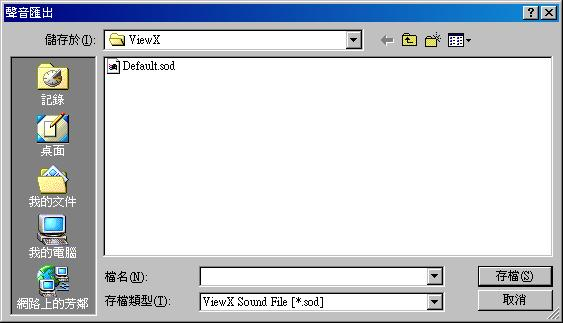 聲音匯出
儲存於(I):
ViewX
記錄
桌面
我的文件
我的電腦
網路上的芳鄰
Default.sod
檔名(N):
存檔(S)
存檔類型(T):
ViewX Sound File [*.sod]
取消